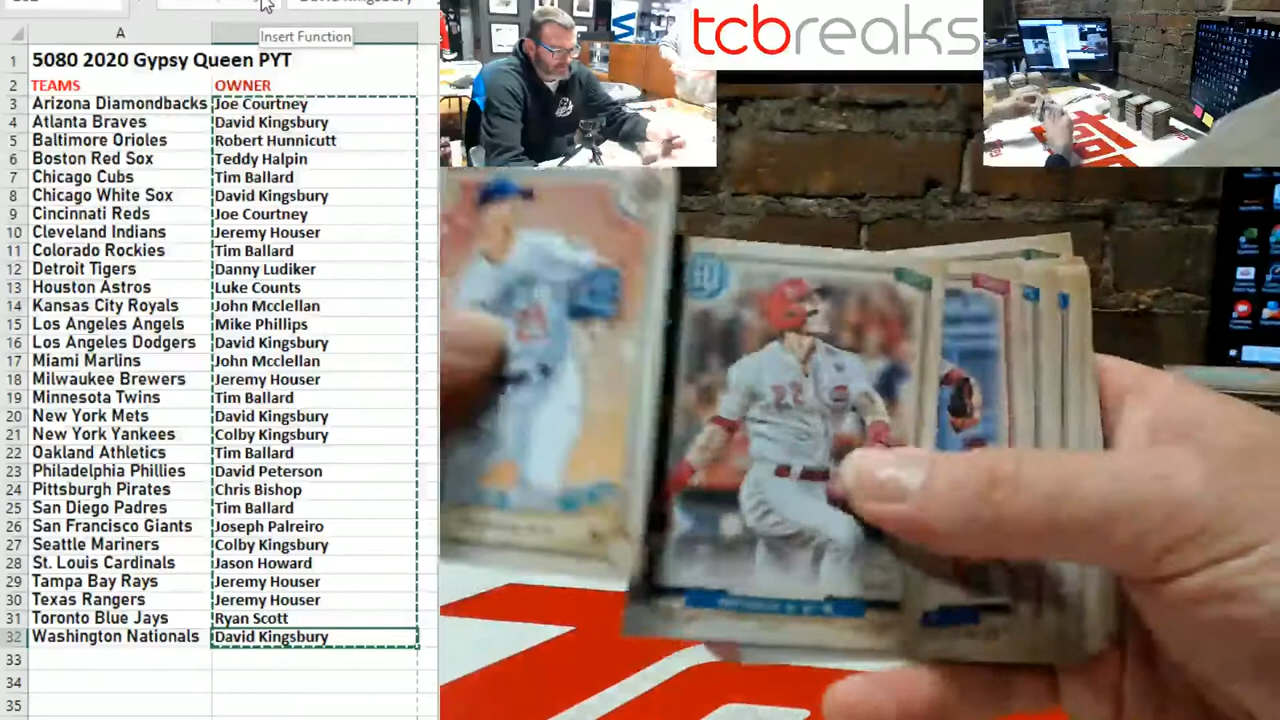 Insert Function
A
1 5080 2020 Gypsy Queen PYT
2 TEAMS OWNER
3 Arizona Diamondbacks Joe Courtney
4 Atlanta Braves David Kingsbury
5 Baltimore Orioles Robert Hunnicutt
6 Boston Red Sox Teddy Halpin
7 Chicago Cubs Tim Ballard
8 Chicago White Sox David Kingsbury
9 Cincinnati Reds Joe Courtney
10 Cleveland Indians Jeremy Houser
11 Colorado Rockies Tim Ballard
12 Detroit Tigers Danny Ludiker
13 Houston Astros Luke Counts
14 Kansas City Royals John Mcclellan
15 Los Angeles Angels Mike Phillips
16 Los Angeles Dodgers David Kingsbury
17 Miami Marlins John Mcclellan
18 Milwaukee Brewers Jeremy Houser
19 Minnesota Twins Tim Ballard
20 New York Mets David Kingsbury
21 New York Yankees Colby Kingsbury
22 Oakland Athletics Tim Ballard
23 Philadelphia Phillies David Peterson
24 Pittsburgh Pirates Chris Bishop
25 San Diego Padres Tim Ballard
26 San Francisco Giants Joseph Palreiro
27 Seattle Mariners Colby Kingsbury
28 St. Louis Cardinals Jason Howard
29 Tampa Bay Rays Jeremy Houser
30 Texas Rangers Jeremy Houser
31 Toronto Blue Jays Ryan Scott
32 Washington Nationals David Kingsbury
33
34
35
tcbreaks